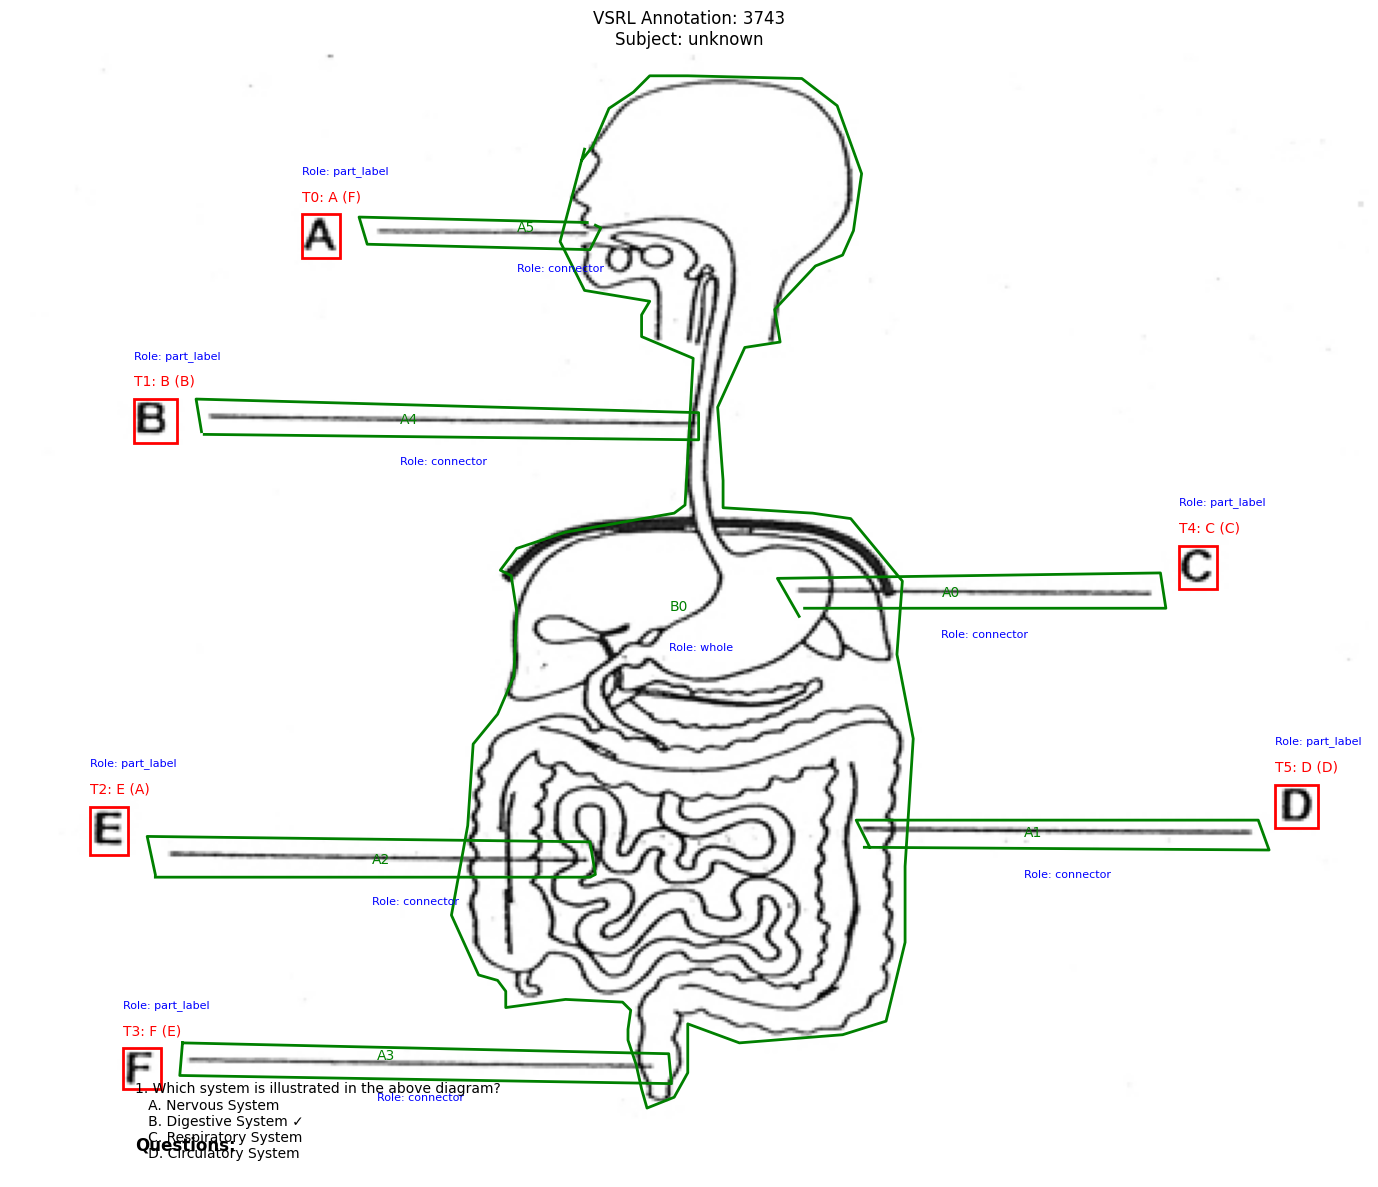 VSRL Annotation: 3743
Subject: unknown
Role: part_label
T0: A (F)
A
A5
Role: connector
Role: part_label
T1: B (B)
B
A4
Role: connector
Role: part_label
T4: C (C)
C
A0
Role: connector
B0
Role: whole
Role: part_label
T5: D (D)
D
A1
Role: connector
Role: part_label
T2: E (A)
E
A2
Role: connector
Role: part_label
T3: F (E)
F
A3
Role: connector
1. Which system is illustrated in the above diagram?
A. Nervous System
B. Digestive System ✓
C. Respiratory System
Questions:
D. Circulatory System